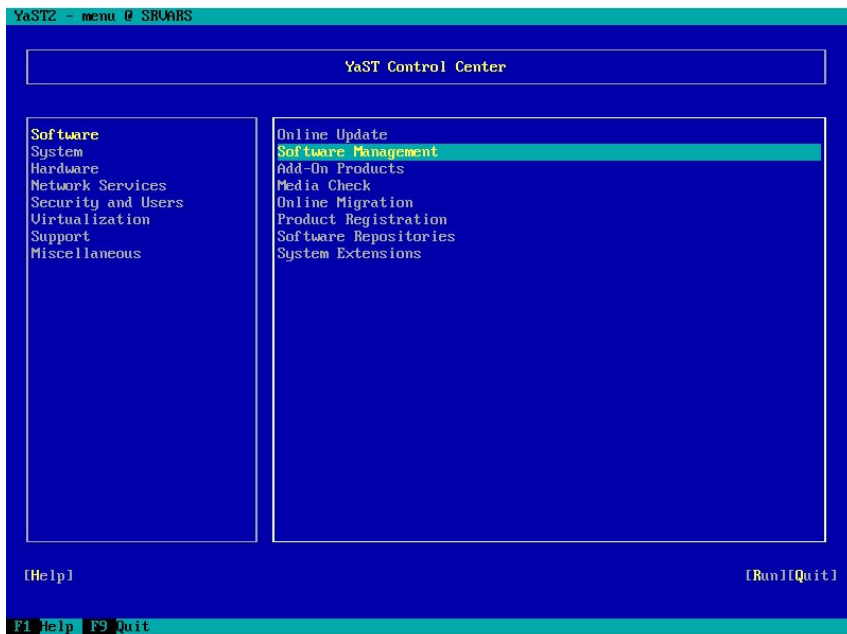 YaST2 - menu @ SRVARS
YaST Control Center
Software
System
Hardware
Network Services
Security and Users
Virtualization
Support
Miscellaneous
Online Update
Software Management
Add-On Products
Media Check
Online Migration
Product Registration
Software Repositories
System Extensions
[Help]
[Run][Quit]
F1 Help F9 Quit